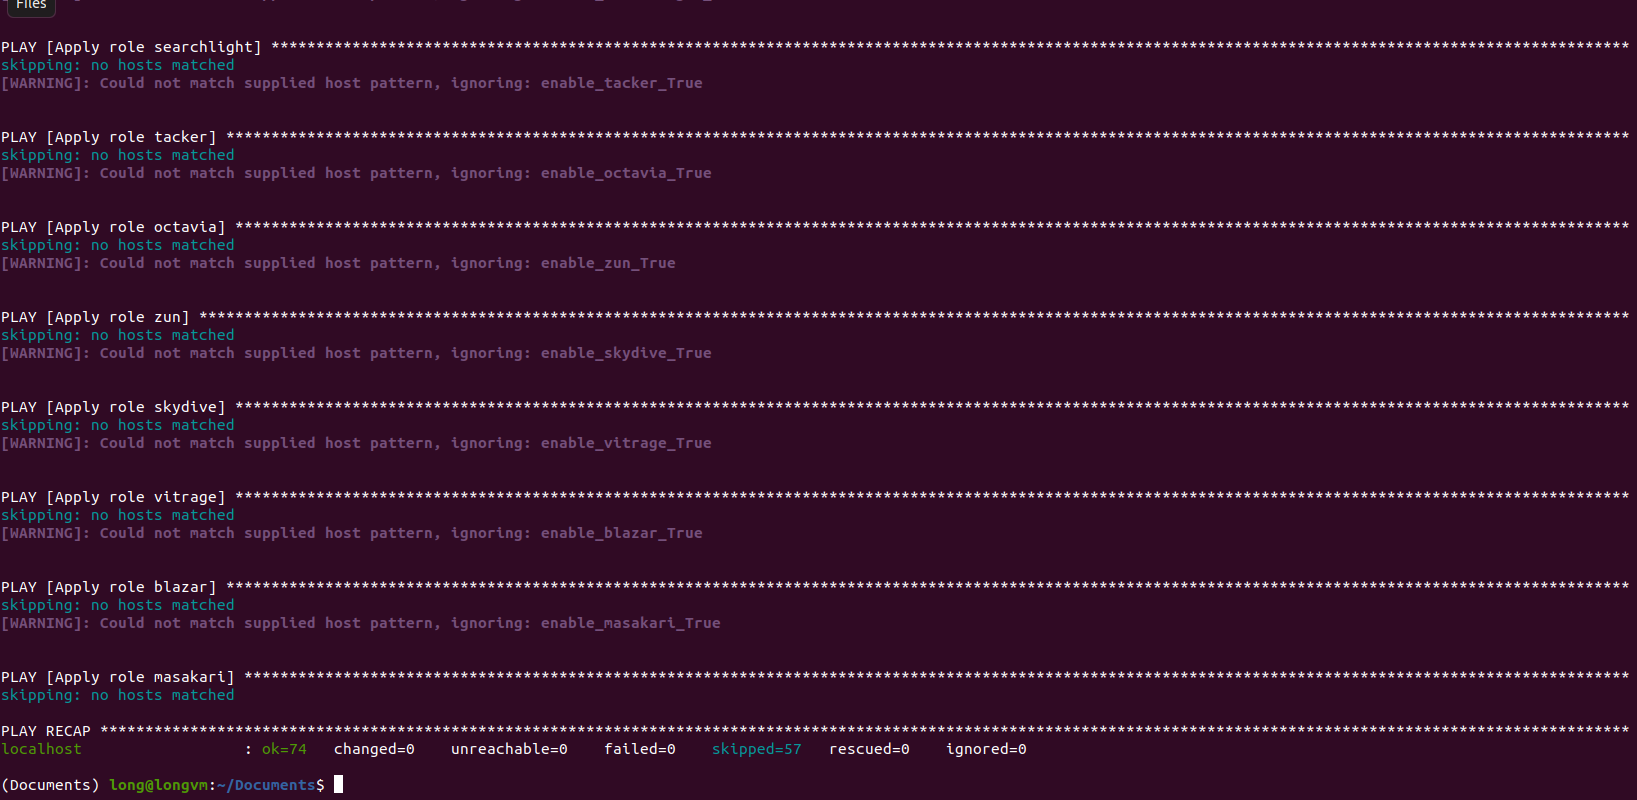 Files
PLAY [Apply role searchlight] ******************************************************************************************************************************************************
skipping: no hosts matched
[WARNING]: Could not match supplied host pattern, ignoring: enable_tacker_True
PLAY [Apply role tacker] ***********************************************************************************************************************************************************
skipping: no hosts matched
[WARNING]: Could not match supplied host pattern, ignoring: enable_octavia_True
PLAY [Apply role octavia] **********************************************************************************************************************************************************
skipping: no hosts matched
[WARNING]: Could not match supplied host pattern, ignoring: enable_zun_True
PLAY [Apply role zun] **************************************************************************************************************************************************************
skipping: no hosts matched
[WARNING]: Could not match supplied host pattern, ignoring: enable_skydive_True
PLAY [Apply role skydive] **********************************************************************************************************************************************************
skipping: no hosts matched
[WARNING]: Could not match supplied host pattern, ignoring: enable_vitrage_True
PLAY [Apply role vitrage] **********************************************************************************************************************************************************
skipping: no hosts matched
[WARNING]: Could not match supplied host pattern, ignoring: enable_blazar_True
PLAY [Apply role blazar] ***********************************************************************************************************************************************************
skipping: no hosts matched
[WARNING]: Could not match supplied host pattern, ignoring: enable_masakari_True
PLAY [Apply role masakari] *********************************************************************************************************************************************************
skipping: no hosts matched
PLAY RECAP *************************************************************************************************************************************************************************
localhost                  : ok=74   changed=0    unreachable=0    failed=0    skipped=57   rescued=0    ignored=0
(Documents) long@longvm:~/Documents$